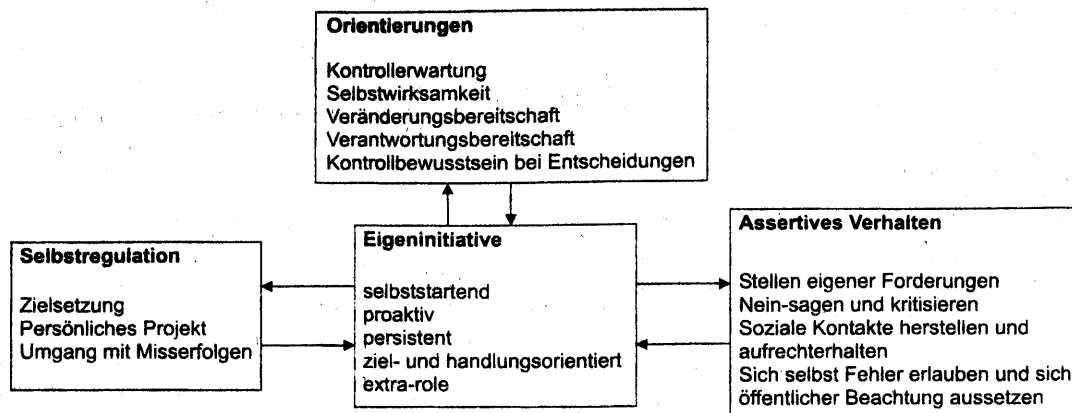 Orientierungen
Kontrollerwartung
Selbstwirksamkeit
Veränderungsbereitschaft
Verantwortungsbereitschaft
Kontrollbewusstsein bei Entscheidungen
Selbstregulation
Zielsetzung
Persönliches Projekt
Umgang mit Misserfolgen
Eigeninitiative
selbststartend
proaktiv
persistent
ziel- und handlungsorientiert
extra-role
Assertives Verhalten
Stellen eigener Forderungen
Nein-sagen und kritisieren
Soziale Kontakte herstellen und
aufrechterhalten
Sich selbst Fehler erlauben und sich
öffentlicher Beachtung aussetzen